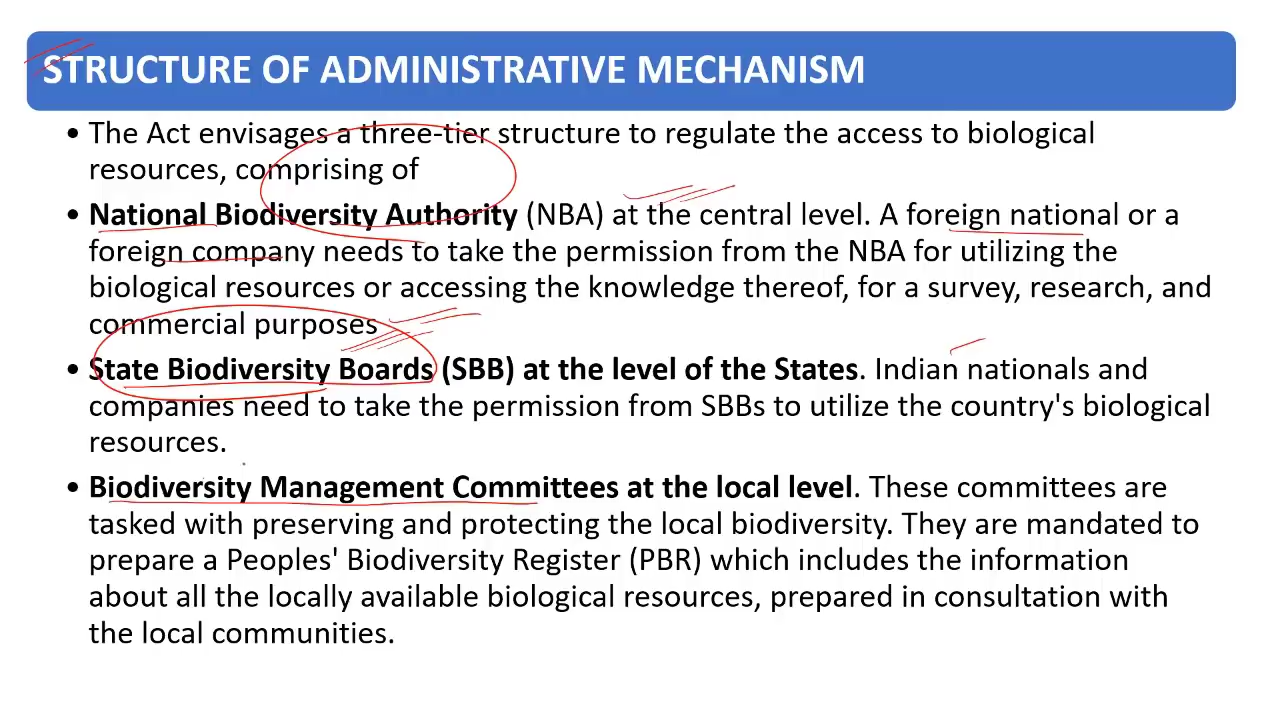 STRUCTURE OF ADMINISTRATIVE MECHANISM
• The Act envisages a three-tier structure to regulate the access to biological
resources, comprising of
• National Biodiversity Authority (NBA) at the central level. A foreign national or a
foreign company needs to take the permission from the NBA for utilizing the
biological resources or accessing the knowledge thereof, for a survey, research, and
commercial purposes
• State Biodiversity Boards (SBB) at the level of the States. Indian nationals and
companies need to take the permission from SBBs to utilize the country's biological
resources.
• Biodiversity Management Committees at the local level. These committees are
tasked with preserving and protecting the local biodiversity. They are mandated to
prepare a Peoples' Biodiversity Register (PBR) which includes the information
about all the locally available biological resources, prepared in consultation with
the local communities.